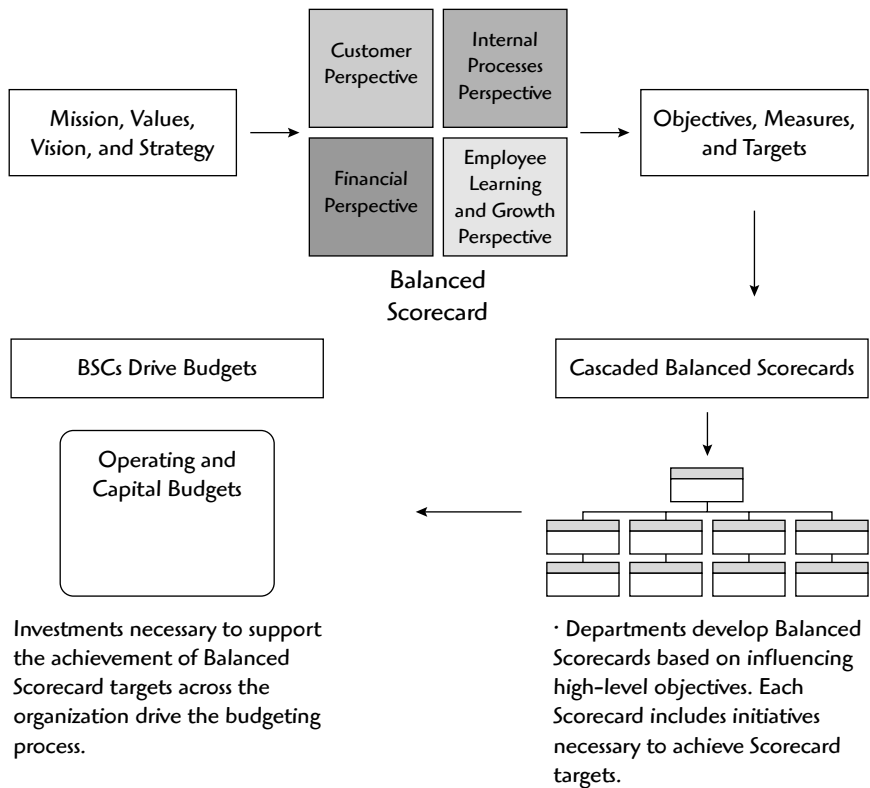 Mission, Values,
Vision, and Strategy
Customer
Perspective
Internal
Processes
Perspective
Financial
Perspective
Employee
Learning
and Growth
Perspective
Balanced
Scorecard
Objectives, Measures,
and Targets
Cascaded Balanced Scorecards
· Departments develop Balanced
Scorecards based on influencing
high-level objectives. Each
Scorecard includes initiatives
necessary to achieve Scorecard
targets.
BSCs Drive Budgets
Operating and
Capital Budgets
Investments necessary to support
the achievement of Balanced
Scorecard targets across the
organization drive the budgeting
process.